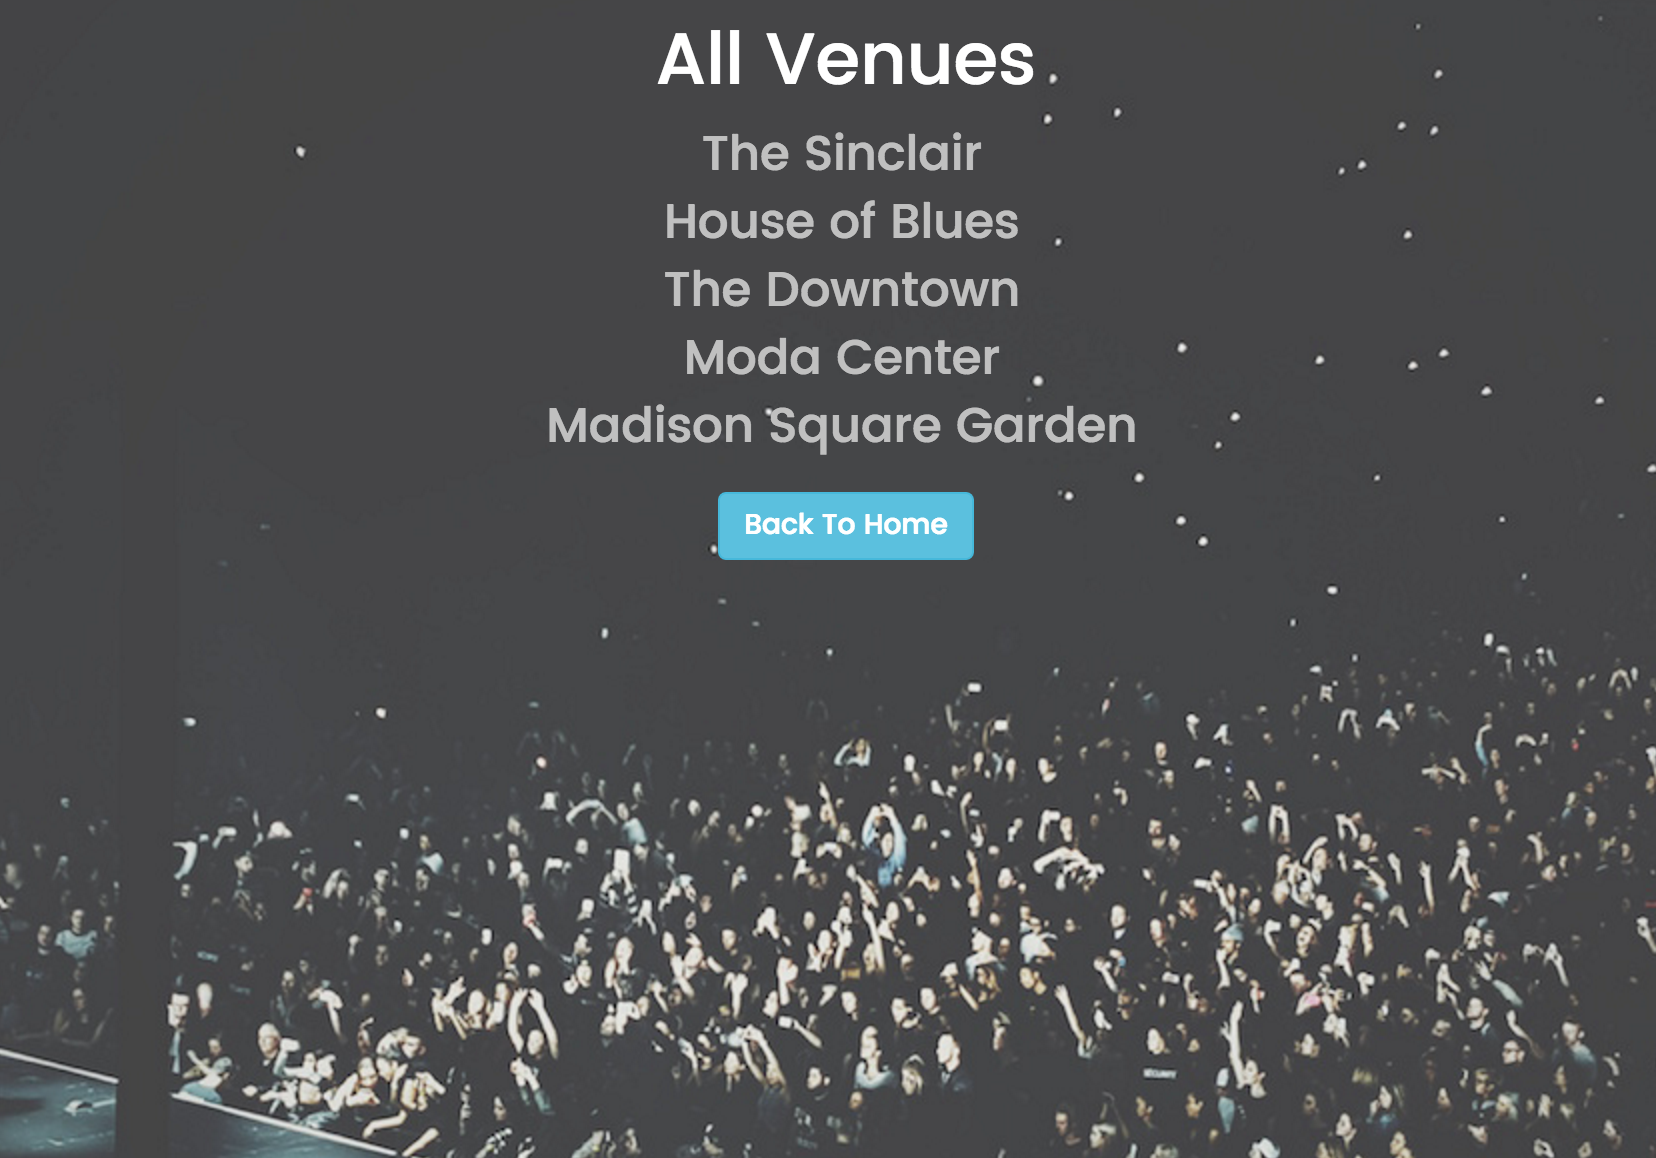 All Venues
The Sinclair
House of Blues
The Downtown
Moda Center
Madison Square Garden
Back To Home